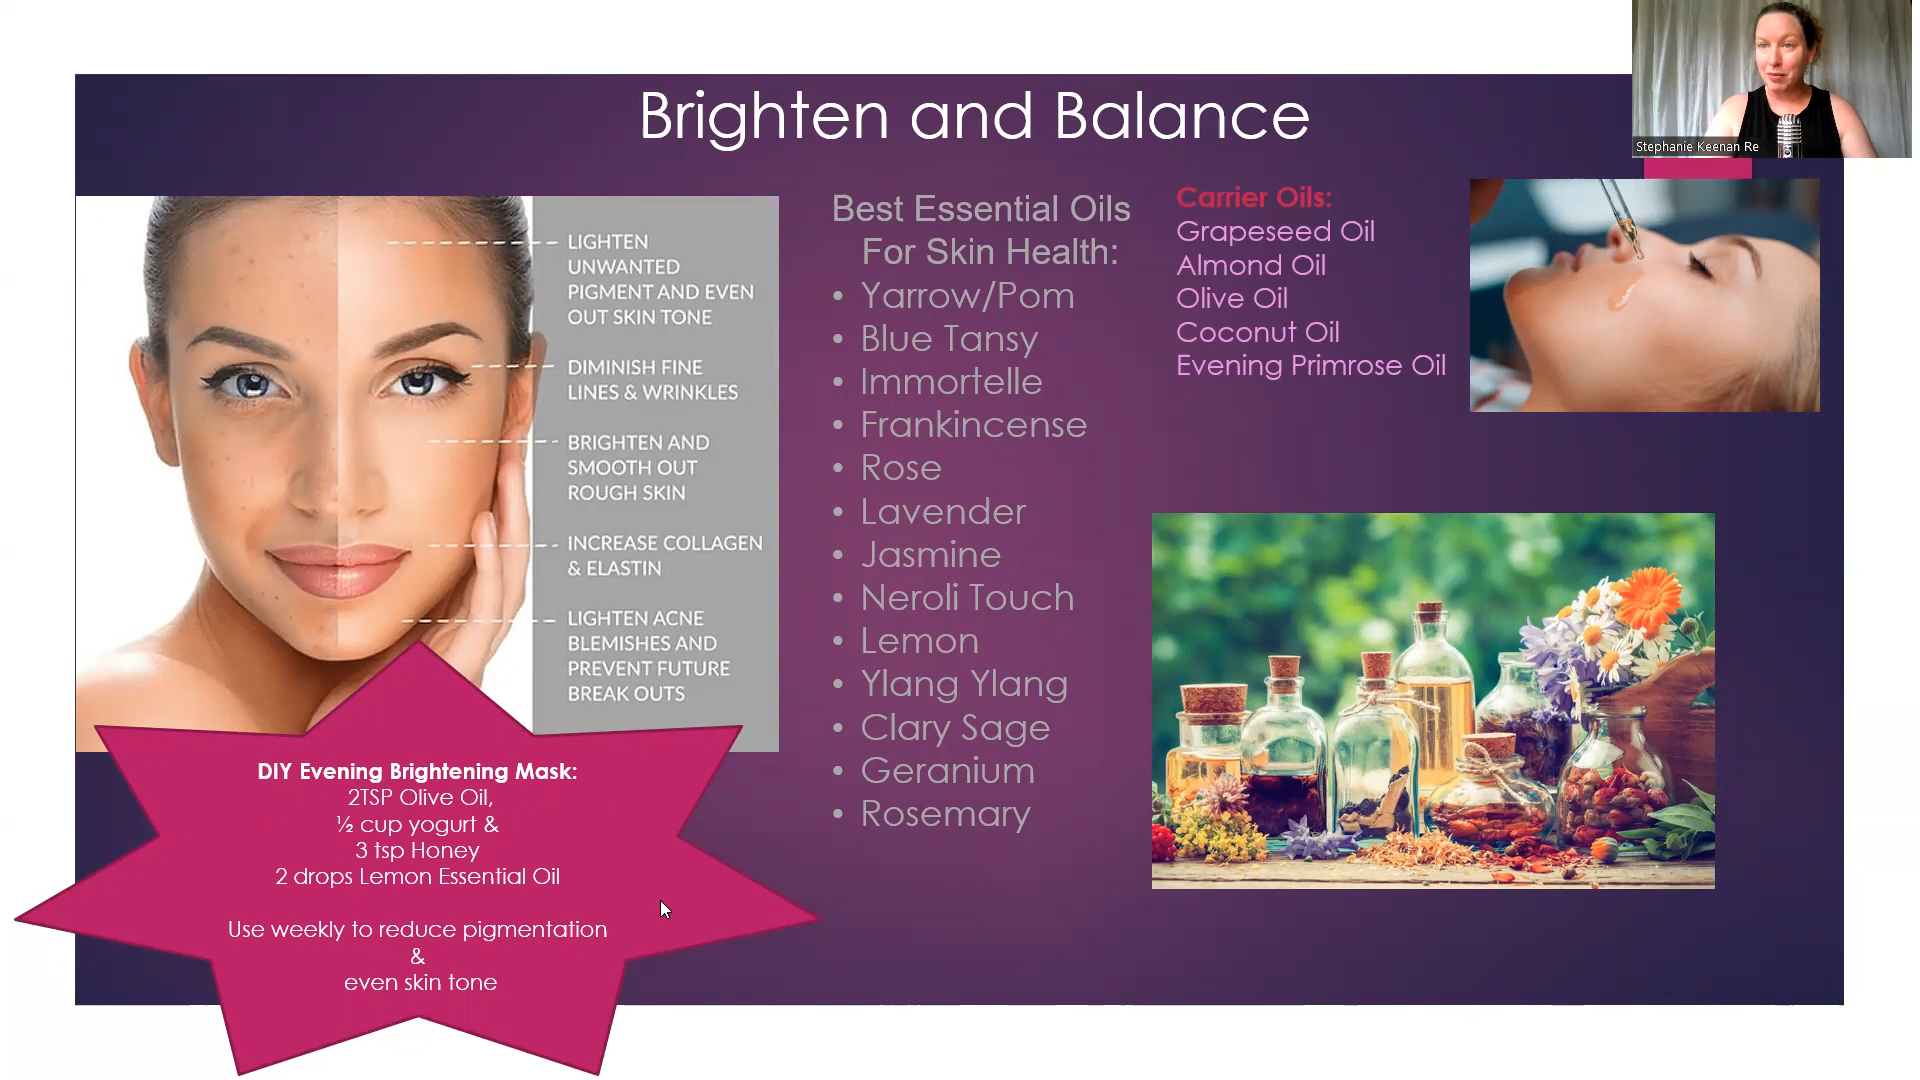 Brighten and Balance
Stephanie Keenan Re
LIGHTEN
UNWANTED
PIGMENT AND EVEN
OUT SKIN TONE
DIMINISH FINE
LINES & WRINKLES
BRIGHTEN AND
SMOOTH OUT
ROUGH SKIN
INCREASE COLLAGEN
& ELASTIN
LIGHTEN ACNE
BLEMISHES AND
PREVENT FUTURE
BREAK OUTS
DIY Evening Brightening Mask:
2TSP Olive Oil,
½ cup yogurt &
3 tsp Honey
2 drops Lemon Essential Oil
Use weekly to reduce pigmentation
&
even skin tone
Best Essential Oils
For Skin Health:
• Yarrow/Pom
• Blue Tansy
• Immortelle
• Frankincense
• Rose
• Lavender
• Jasmine
• Neroli Touch
• Lemon
• Ylang Ylang
• Clary Sage
• Geranium
• Rosemary
Carrier Oils:
Grapeseed Oil
Almond Oil
Olive Oil
Coconut Oil
Evening Primrose Oil